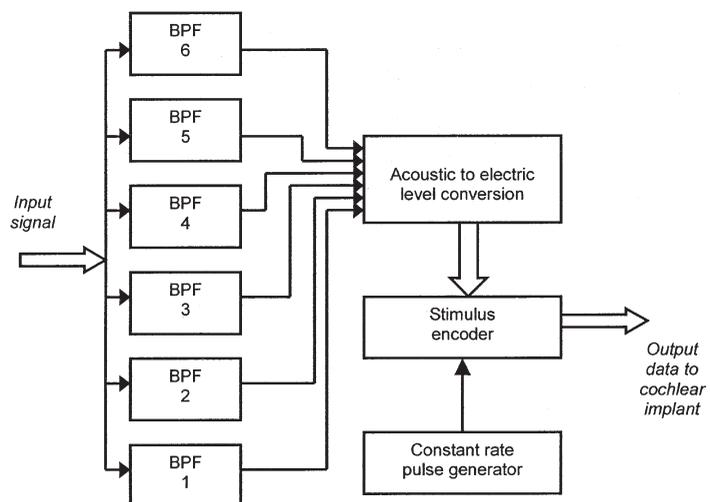 BPF
6
BPF
5
BPF
4
BPF
3
BPF
2
BPF
1
Input
signal
Acoustic to electric
level conversion
Stimulus
encoder
Constant rate
pulse generator
Output
data to
cochlear
implant